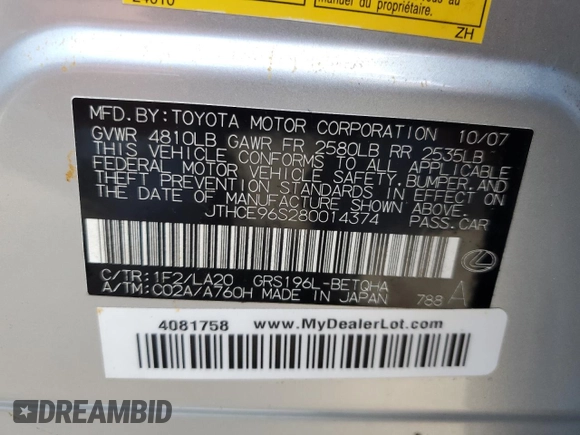 manuel du propriétaire.
ZH
MFD. BY: TOYOTA MOTOR CORPORATION 10/07
GVWR 4810LB GAWR FR 2580LB RR 2535LB
THIS VEHICLE CONFORMS TO ALL APPLICABLE
FEDERAL MOTOR VEHICLE SAFETY, BUMPER, AND
THEFT PREVENTION STANDARDS IN EFFECT ON
THE DATE OF MANUFACTURE SHOWN ABOVE.
JTHCE96S280014374 PASS. CAR
C/TR: 1F2/LA20 GRS196L-BETQHA
A/TM: C02A/A760H MADE IN JAPAN 788 A
4081758 www.MyDealerLot.com
DREAMBID